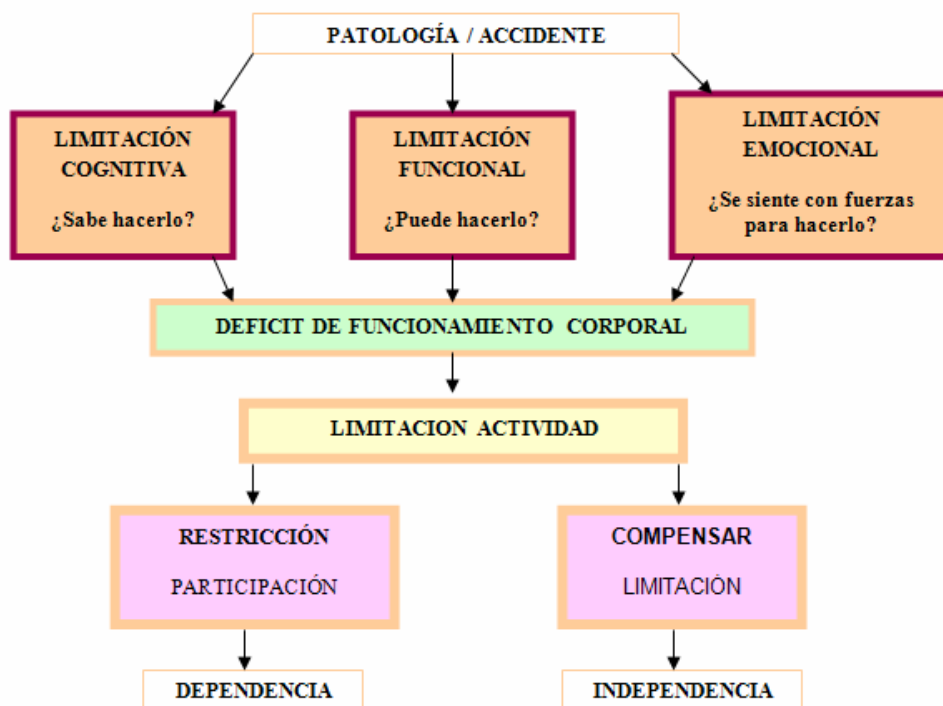 PATOLOGÍA / ACCIDENTE
LIMITACIÓN
COGNITIVA
¿Sabe hacerlo?
LIMITACIÓN
FUNCIONAL
¿Puede hacerlo?
LIMITACIÓN
EMOCIONAL
¿Se siente con fuerzas
para hacerlo?
DEFICIT DE FUNCIONAMIENTO CORPORAL
LIMITACION ACTIVIDAD
RESTRICCIÓN
PARTICIPACIÓN
COMPENSAR
LIMITACIÓN
DEPENDENCIA
INDEPENDENCIA